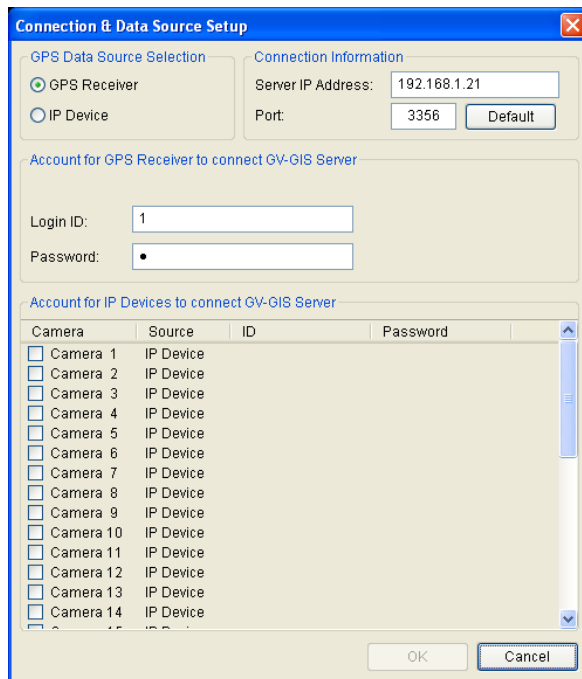 Connection & Data Source Setup
GPS Data Source Selection
GPS Receiver
IP Device
Connection Information
Server IP Address: 192.168.1.21
Port: 3356 Default
Account for GPS Receiver to connect GV-GIS Server
Login ID: 1
Password: •
Account for IP Devices to connect GV-GIS Server
Camera Source ID Password
Camera 1 IP Device
Camera 2 IP Device
Camera 3 IP Device
Camera 4 IP Device
Camera 5 IP Device
Camera 6 IP Device
Camera 7 IP Device
Camera 8 IP Device
Camera 9 IP Device
Camera 10 IP Device
Camera 11 IP Device
Camera 12 IP Device
Camera 13 IP Device
Camera 14 IP Device
OK Cancel